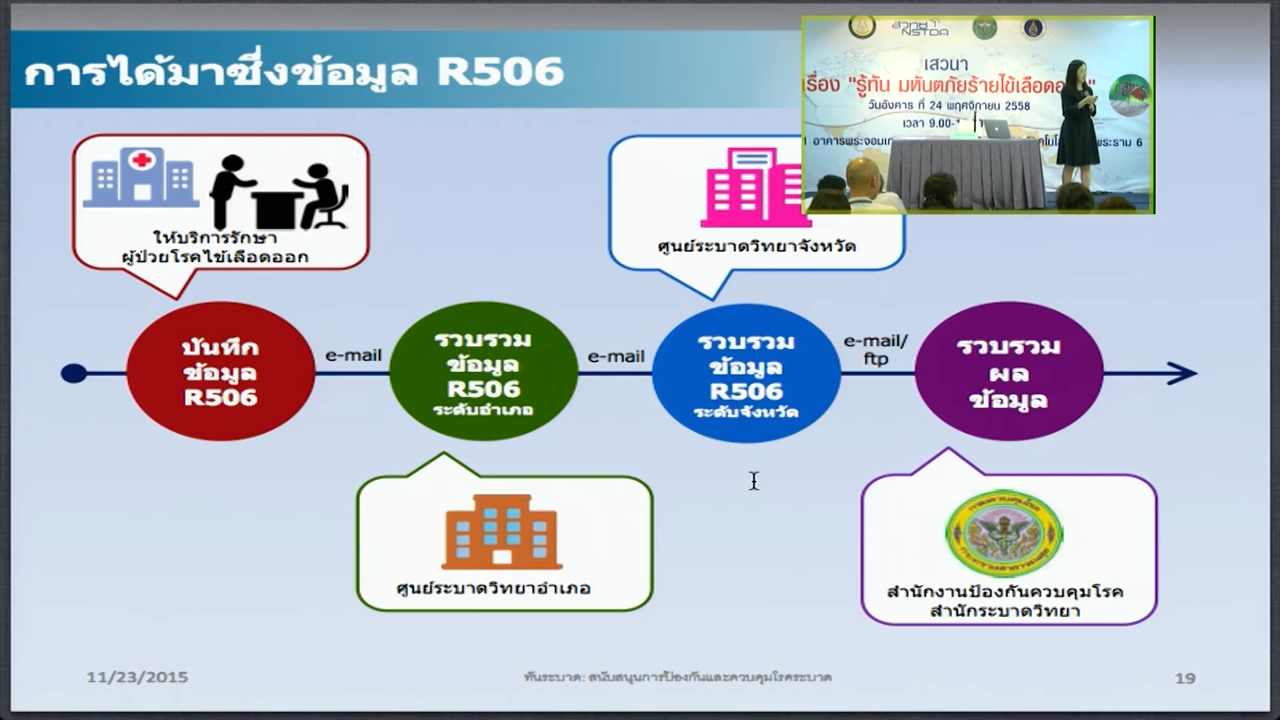 การได้มาซึ่งข้อมูล R506
สวทช
NSTDA
เสวนา
เรื่อง "รู้ทัน มหันตภัยร้ายไข้เลือดออ
วันอังคาร ที่ 24 พฤศจิกายน 2558
เวลา 9.00-
อาคารพระจอมเก
พระราม 6
ให้บริการรักษา
ผู้ป่วยโรคไข้เลือดออก
ศูนย์ระบาดวิทยาจังหวัด
บันทึก
ข้อมูล
R506
e-mail
รวบรวม
ข้อมูล
R506
ระดับอำเภอ
e-mail
รวบรวม
ข้อมูล
R506
ระดับจังหวัด
e-mail/
ftp
รวบรวม
ผล
ข้อมูล
ศูนย์ระบาดวิทยาอำเภอ
สำนักงานป้องกันควบคุมโรค
สำนักระบาดวิทยา
11/23/2015
ทันระบาด: สนับสนุนการป้องกันและควบคุมโรคระบาด
19